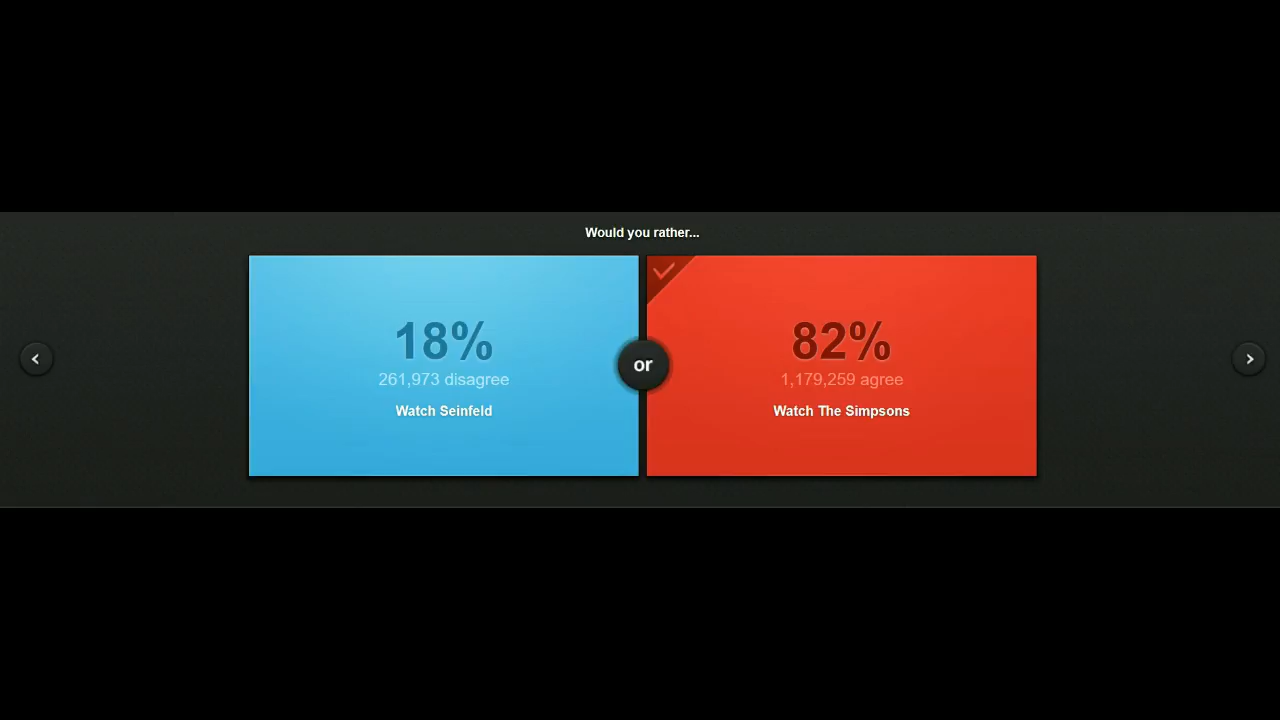 Would you rather...
18%
261,973 disagree
Watch Seinfeld
or
82%
1,179,259 agree
Watch The Simpsons